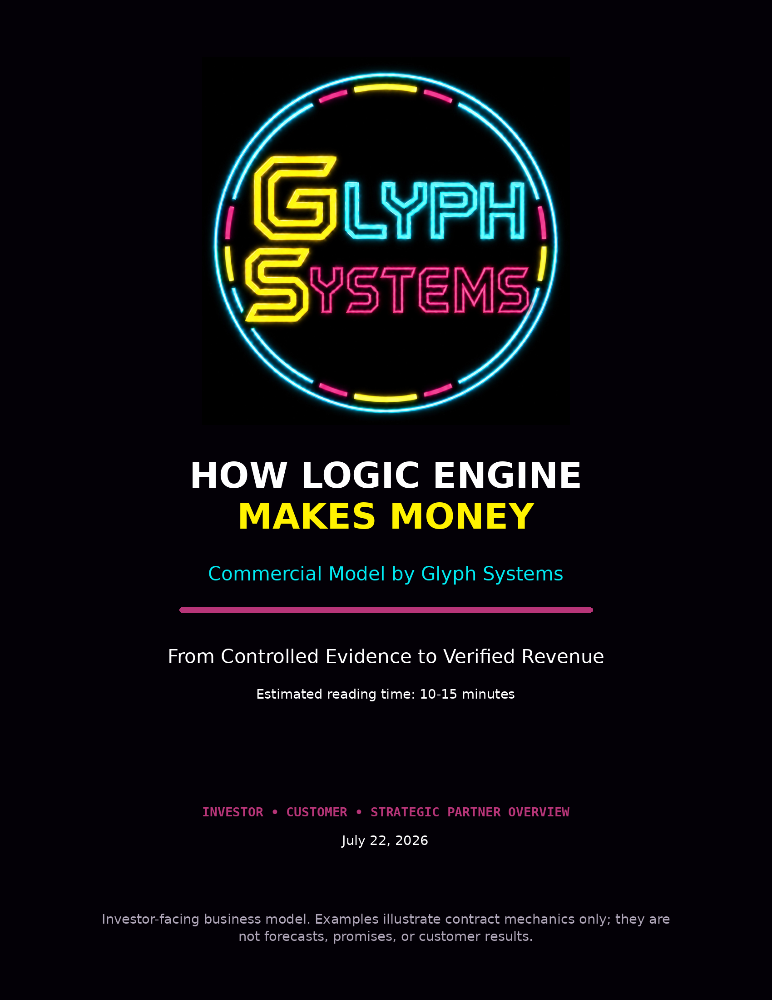 GLYPH
SYSTEMS
HOW LOGIC ENGINE
MAKES MONEY
Commercial Model by Glyph Systems
From Controlled Evidence to Verified Revenue
Estimated reading time: 10-15 minutes
INVESTOR • CUSTOMER • STRATEGIC PARTNER OVERVIEW
July 22, 2026
Investor-facing business model. Examples illustrate contract mechanics only; they are
not forecasts, promises, or customer results.